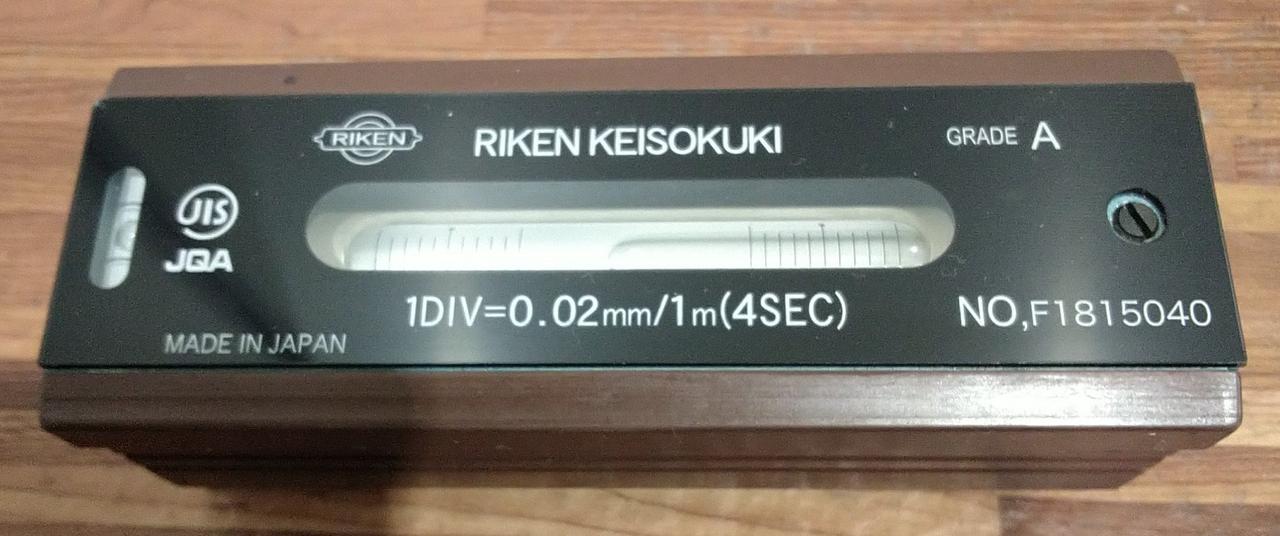 RIKEN
RIKEN KEISOKUKI
GRADE A
JIS
JQA
1DIV=0.02mm/1m(4SEC)
NO,F1815040
MADE IN JAPAN